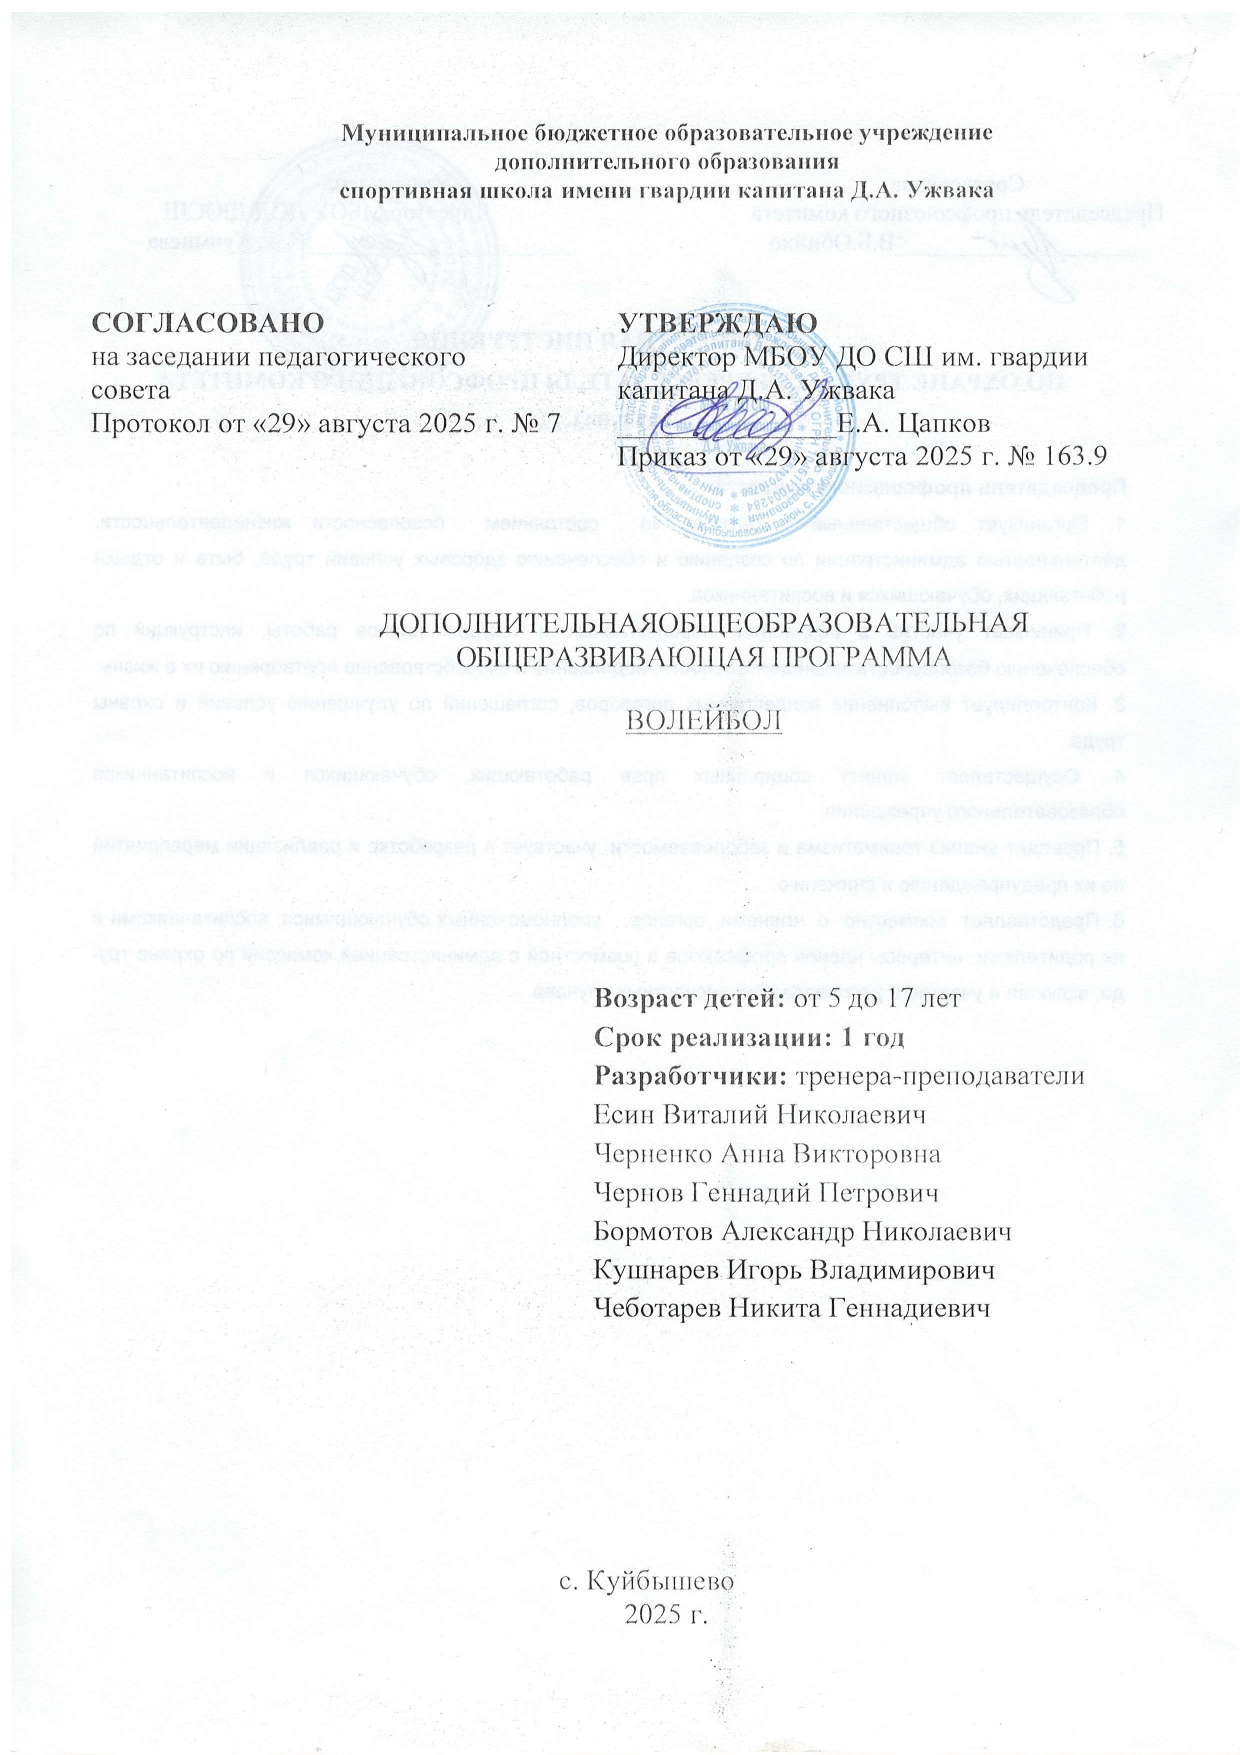 Муниципальное бюджетное образовательное учреждение
дополнительного образования
спортивная школа имени гвардии капитана Д.А. Ужвака
СОГЛАСОВАНО
на заседании педагогического
совета
Протокол от «29» августа 2025 г. № 7
УТВЕРЖДАЮ
Директор МБОУ ДО СШ им. гвардии
капитана Д.А. Ужвака
Е.А. Цапков
Приказ от «29» августа 2025 г. № 163.9
ДОПОЛНИТЕЛЬНАЯОБЩЕОБРАЗОВАТЕЛЬНАЯ
ОБЩЕРАЗВИВАЮЩАЯ ПРОГРАММА
ВОЛЕЙБОЛ
Возраст детей: от 5 до 17 лет
Срок реализации: 1 год
Разработчики: тренера-преподаватели
Есин Виталий Николаевич
Черненко Анна Викторовна
Чернов Геннадий Петрович
Бормотов Александр Николаевич
Кушнарев Игорь Владимирович
Чеботарев Никита Геннадиевич
с. Куйбышево
2025 г.